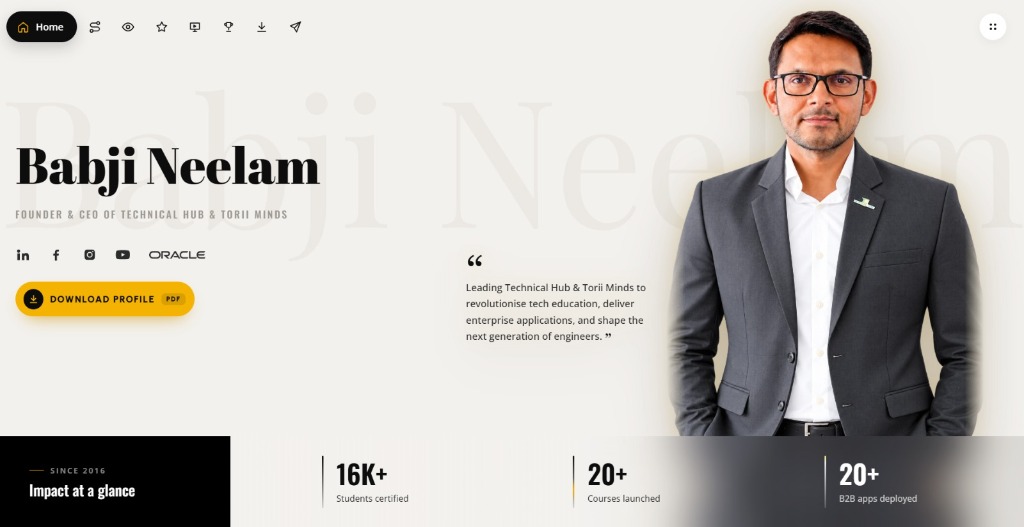 Home
Babji Neelam
Babji Neelam
FOUNDER & CEO OF TECHNICAL HUB & TORII MINDS
ORACLE
DOWNLOAD PROFILE PDF
“
Leading Technical Hub & Torii Minds to
revolutionise tech education, deliver
enterprise applications, and shape the
next generation of engineers. ”
SINCE 2016
Impact at a glance
16K+
Students certified
20+
Courses launched
20+
B2B apps deployed